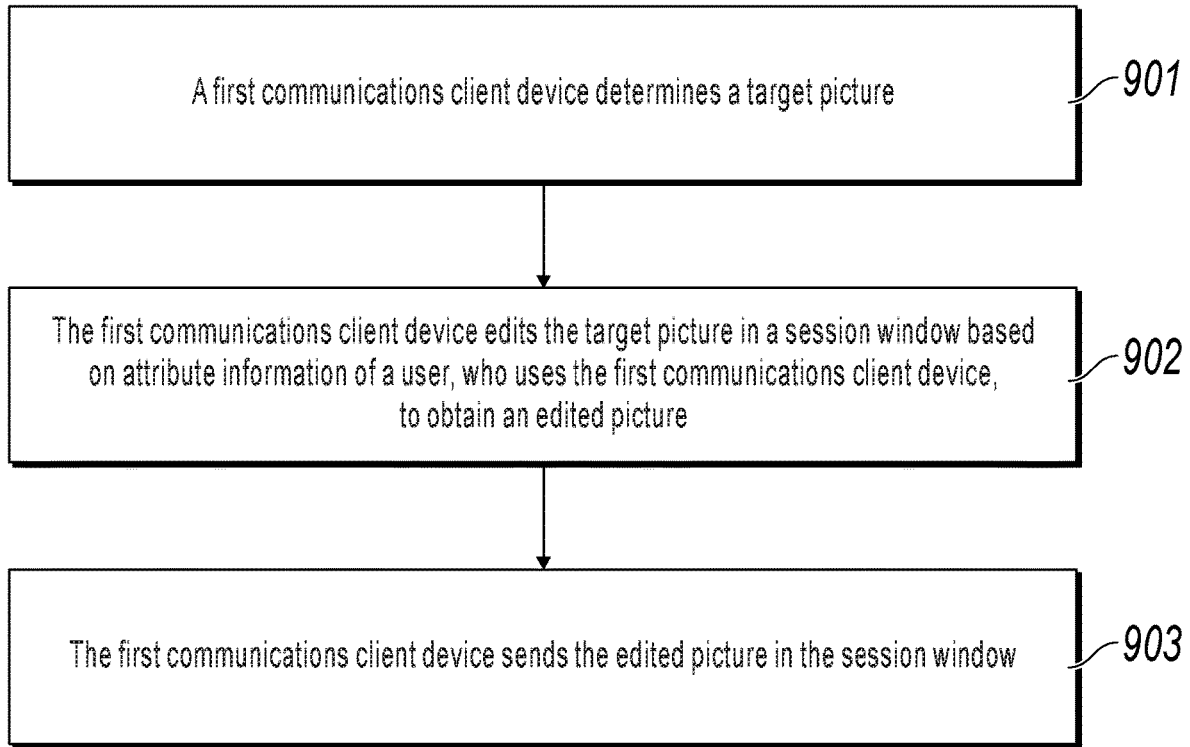 A first communications client device determines a target picture
901
The first communications client device edits the target picture in a session window based
on attribute information of a user, who uses the first communications client device,
to obtain an edited picture
902
The first communications client device sends the edited picture in the session window
903